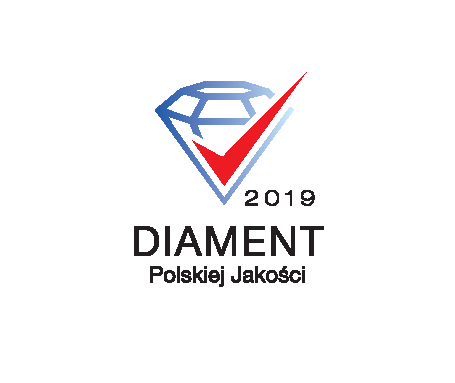 2019
DIAMENT
Polskiej Jakości